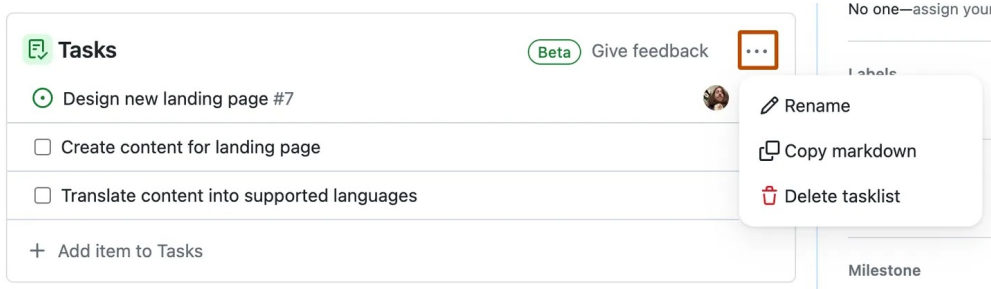 No one—assign your
Tasks
Beta Give feedback ...
Labels
Design new landing page #7
Rename
Create content for landing page
Copy markdown
Translate content into supported languages
Delete tasklist
+ Add item to Tasks
Milestone